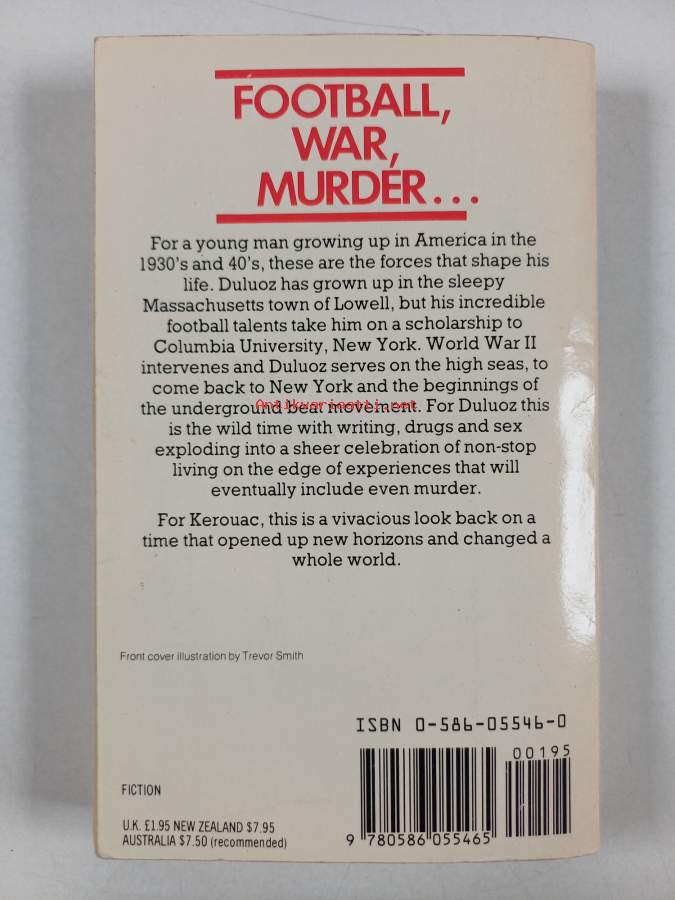 FOOTBALL,
WAR,
MURDER...
For a young man growing up in America in the
1930's and 40's, these are the forces that shape his
life. Duluoz has grown up in the sleepy
Massachusetts town of Lowell, but his incredible
football talents take him on a scholarship to
Columbia University, New York. World War II
intervenes and Duluoz serves on the high seas, to
come back to New York and the beginnings of
the underground beat movement. For Duluoz this
Antikvariaatti.net
is the wild time with writing, drugs and sex
exploding into a sheer celebration of non-stop
living on the edge of experiences that will
eventually include even murder.
For Kerouac, this is a vivacious look back on a
time that opened up new horizons and changed a
whole world.
Front cover illustration by Trevor Smith
ISBN 0-586-05546-0
00195
FICTION
U.K. £1.95 NEW ZEALAND $7.95
AUSTRALIA $7.50 (recommended)
9 780586 055465